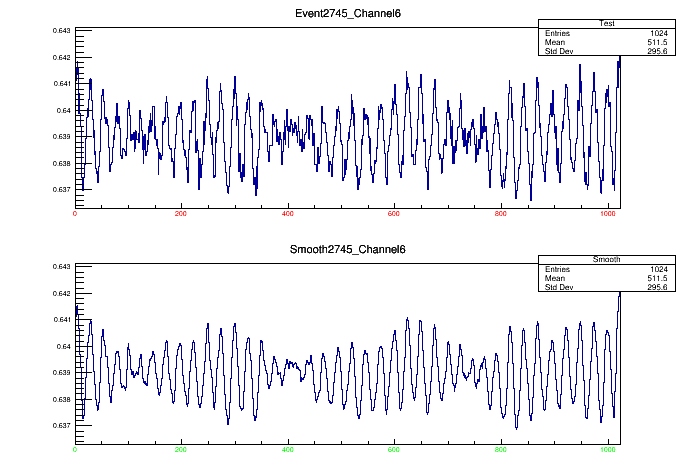 Event2745_Channel6
Test
Entries 1024
Mean 511.5
Std Dev 295.6
0.643
0.642
0.641
0.64
0.639
0.638
0.637
0 200 400 600 800 1000
Smooth2745_Channel6
Smooth
Entries 1024
Mean 511.5
Std Dev 295.6
0.643
0.642
0.641
0.64
0.639
0.638
0.637
0 200 400 600 800 1000